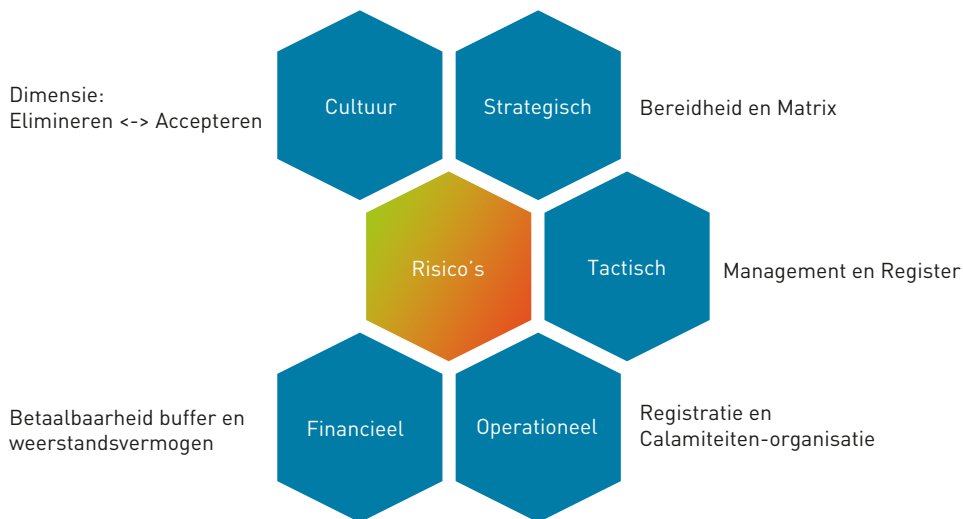 Dimensie:
Elimineren <-> Accepteren
Cultuur
Strategisch
Bereidheid en Matrix
Risico's
Tactisch
Management en Register
Betaalbaarheid buffer en
weerstandsvermogen
Financieel
Operationeel
Registratie en
Calamiteiten-organisatie